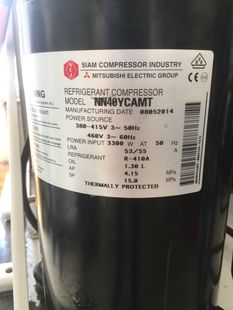 NING
SIAM COMPRESSOR INDUSTRY
MITSUBISHI ELECTRIC GROUP
REFRIGERANT COMPRESSOR
MODEL NN40YCAMT
MANUFACTURING DATE 08052014
POWER SOURCE
380-415V 3~ 50Hz
460V 3~ 60Hz
POWER INPUT 3300 W AT 50 Hz
LRA 53/55 A
REFRIGERANT R-410A
OIL 1.30 L
AP 4.15 MPa
SP 15.0 MPa
THERMALLY PROTECTED